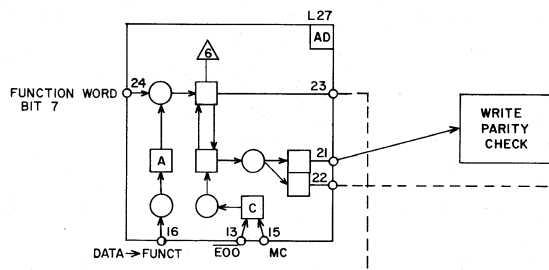 L27
AD
6
24
23
FUNCTION WORD
BIT 7
WRITE
PARITY
CHECK
21
A
22
C
16
13
15
DATA→FUNCT
E̅O̅O̅
MC